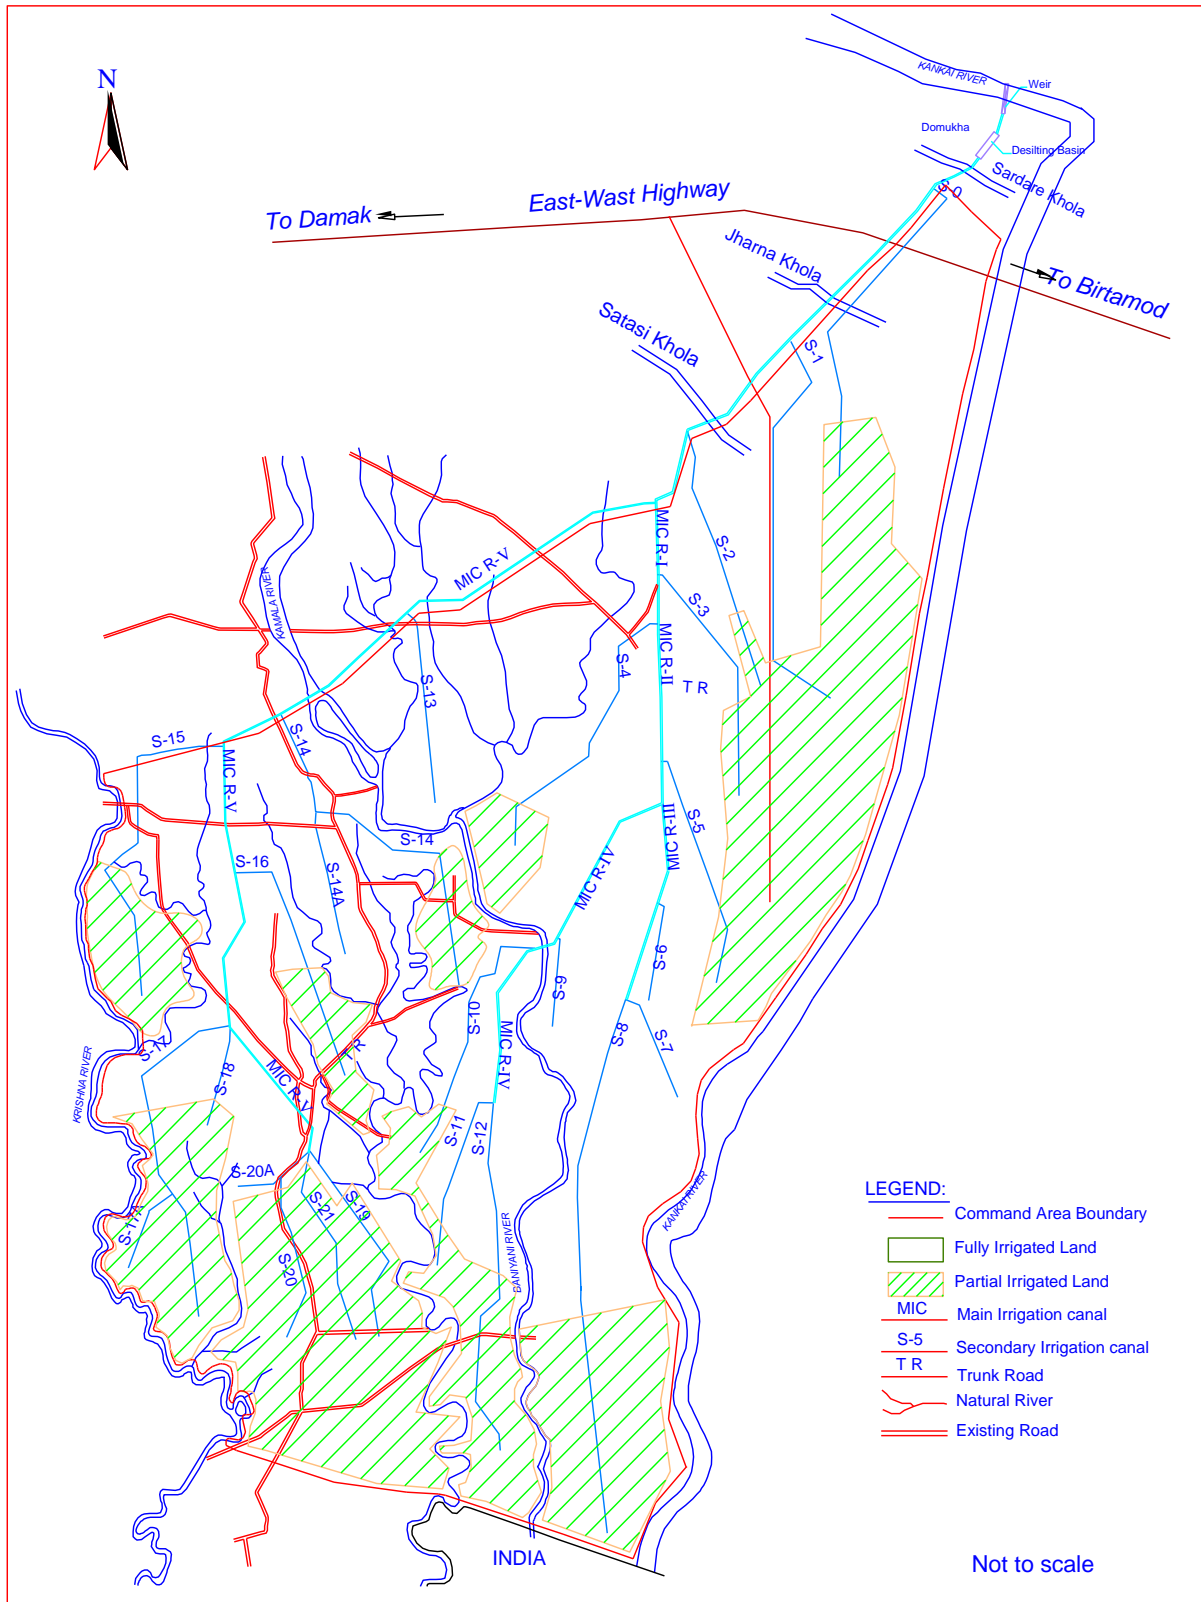 KANKAI RIVER
Weir
N
Domukha
Desilting Basin
Sardare Khola
S-0
East-Wast Highway
To Damak
Jharna Khola
To Birtamod
Satasi Khola
S-1
MIC R-I
S-2
MIC R-V
KAMALA RIVER
S-3
MIC R-II
S-4
T R
S-13
S-15
S-14
MIC R-V
MIC R-III
S-5
S-14
S-16
MIC R-IV
S-14A
S-6
S-9
S-10
S-8
S-7
S-17
T R
MIC R-IV
KRISHNA RIVER
S-18
MIC R-V
S-11
S-12
S-20A
S-17A
S-21
S-19
KANKAI RIVER
BANIYANI RIVER
S-20
LEGEND:
Command Area Boundary
Fully Irrigated Land
Partial Irrigated Land
MIC Main Irrigation canal
S-5 Secondary Irrigation canal
T R Trunk Road
Natural River
Existing Road
INDIA
Not to scale